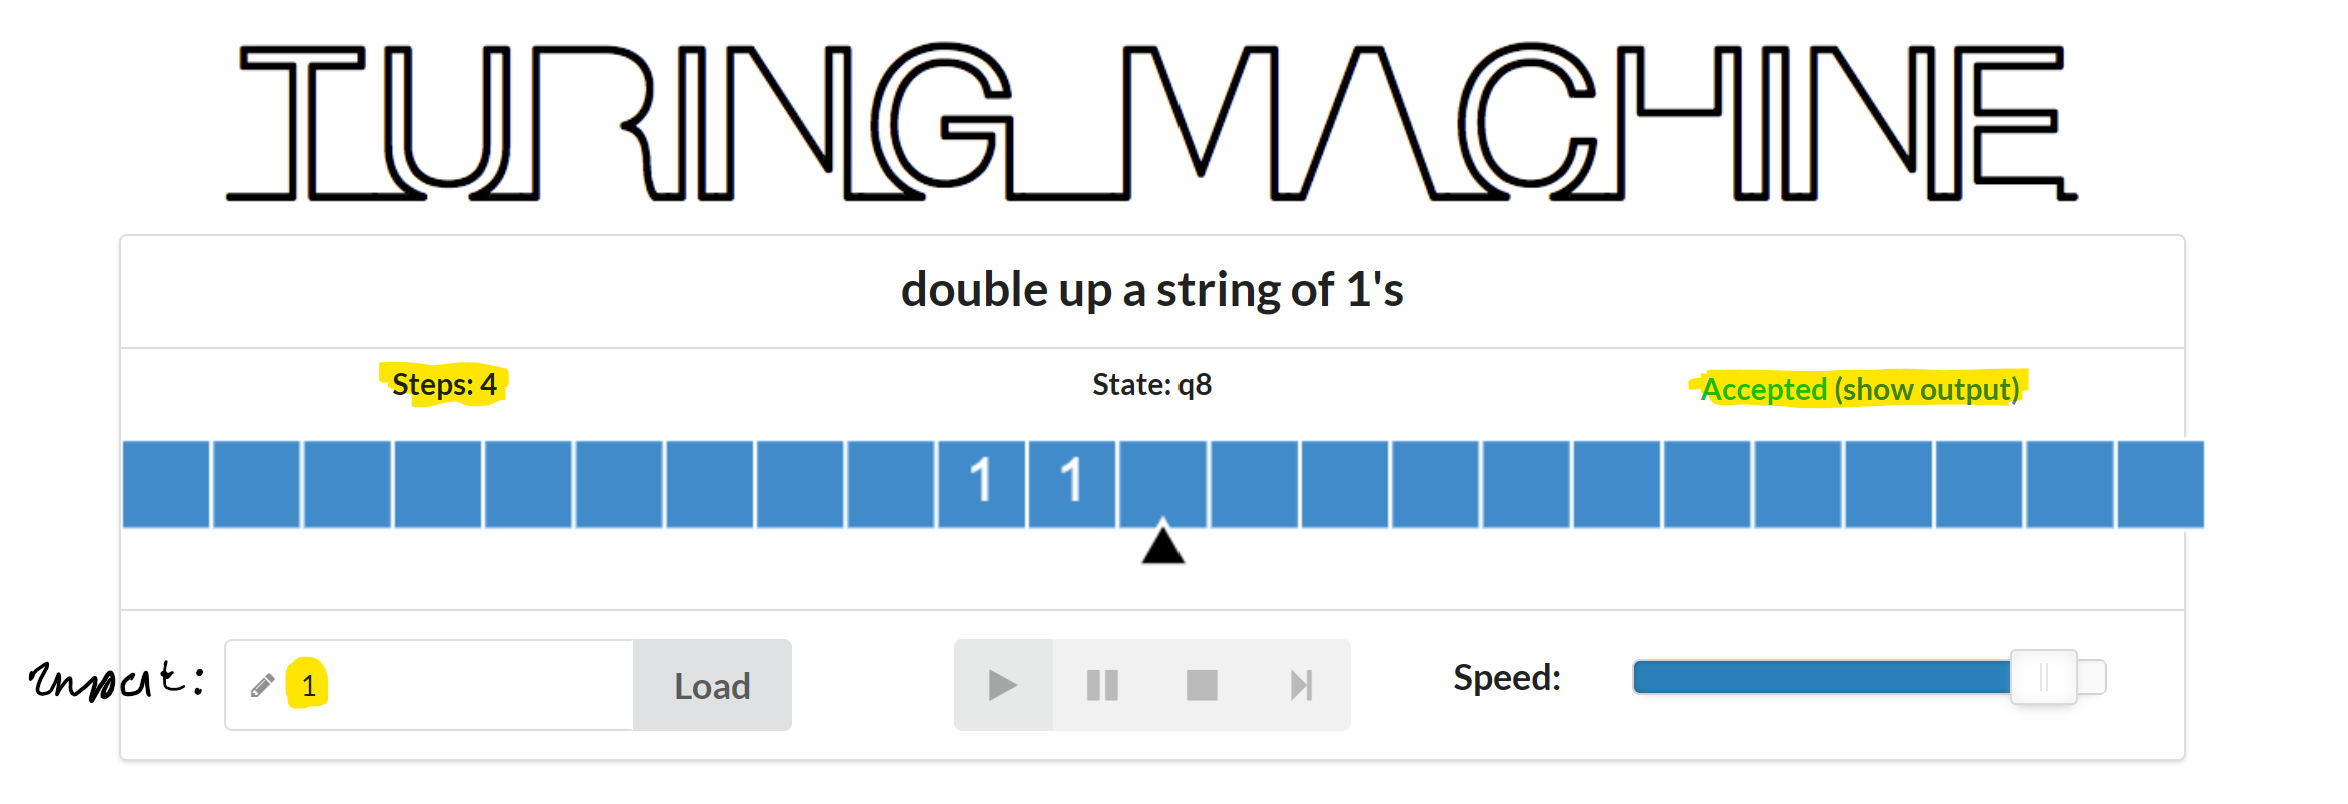 TURING MACHINE
double up a string of 1's
Steps: 4 State: q8 Accepted (show output)
1 1
Input: 1 Load Speed: